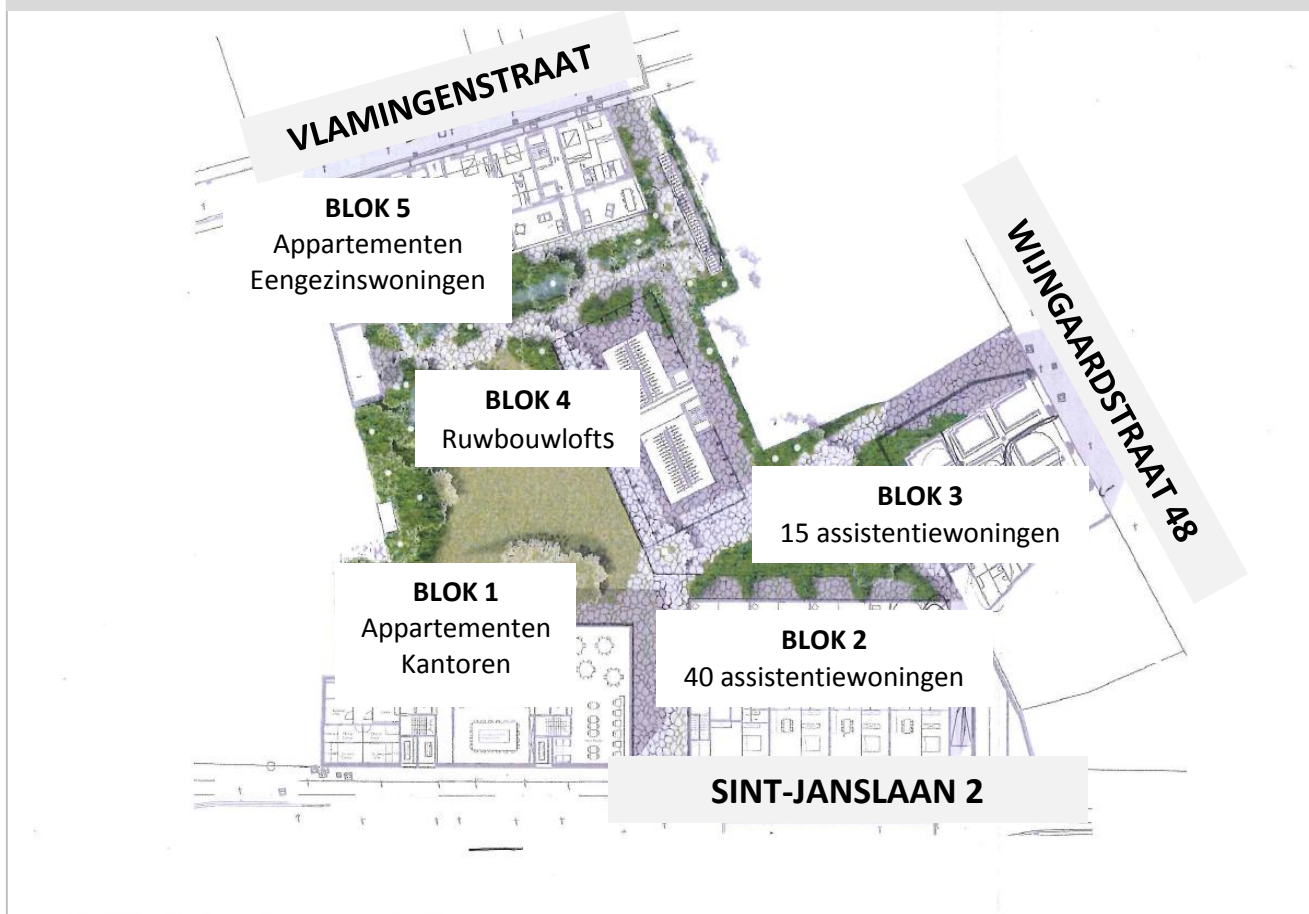 VLAMINGENSTRAAT
BLOK 5
Appartementen
Eengezinswoningen
WIJNGAARDSTRAAT 48
BLOK 4
Ruwbouwlofts
BLOK 3
15 assistentiewoningen
BLOK 1
Appartementen
Kantoren
BLOK 2
40 assistentiewoningen
SINT-JANSLAAN 2